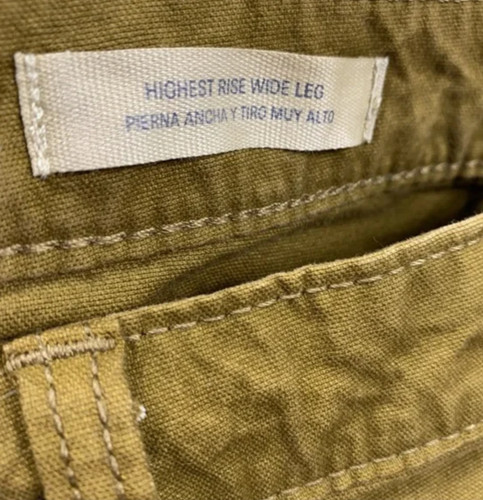 HIGHEST RISE WIDE LEG
PIERNA ANCHA Y TIRO MUY ALTO